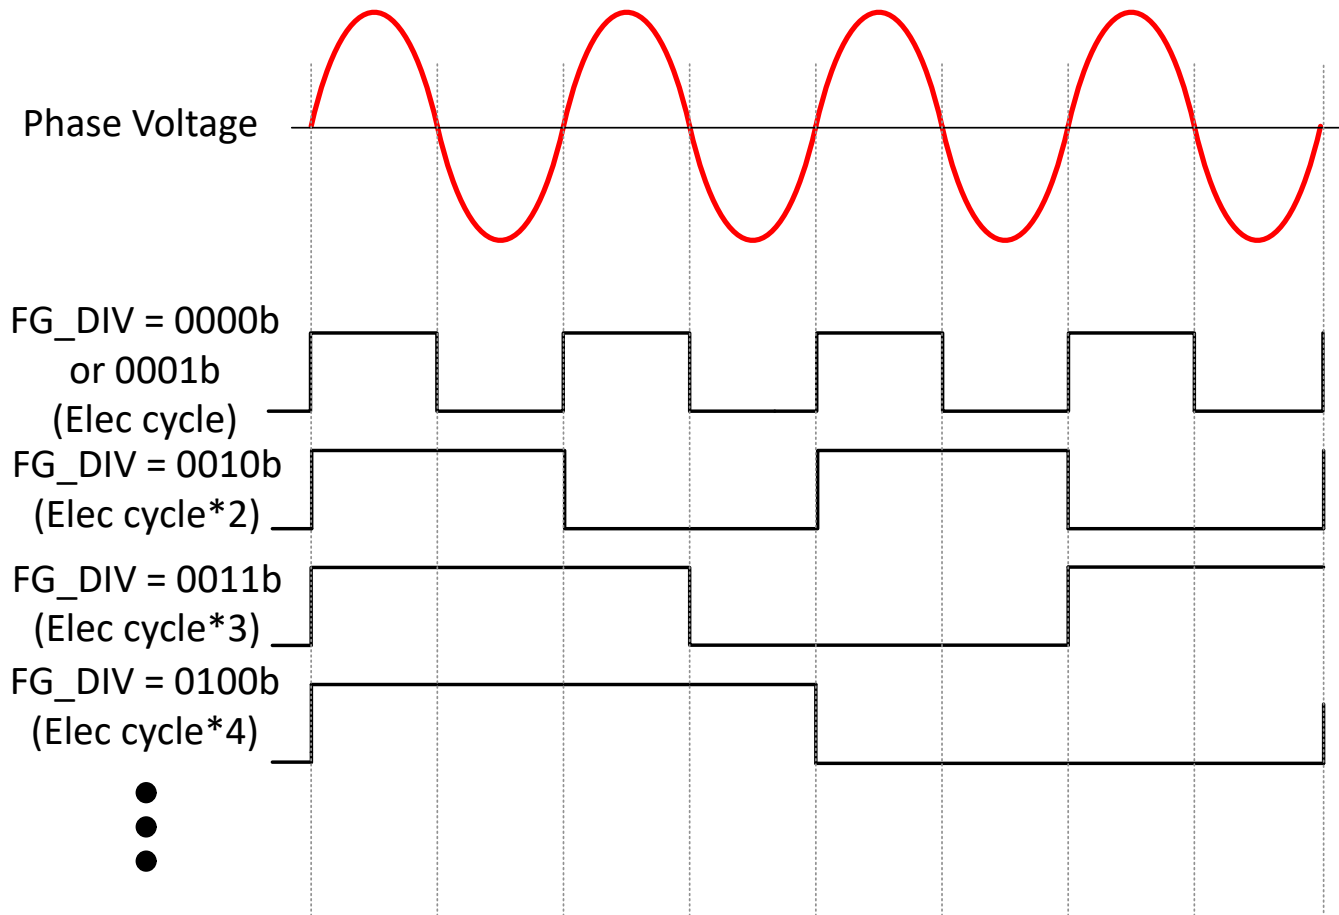 Phase Voltage
FG_DIV = 0000b
or 0001b
(Elec cycle)
FG_DIV = 0010b
(Elec cycle*2)
FG_DIV = 0011b
(Elec cycle*3)
FG_DIV = 0100b
(Elec cycle*4)